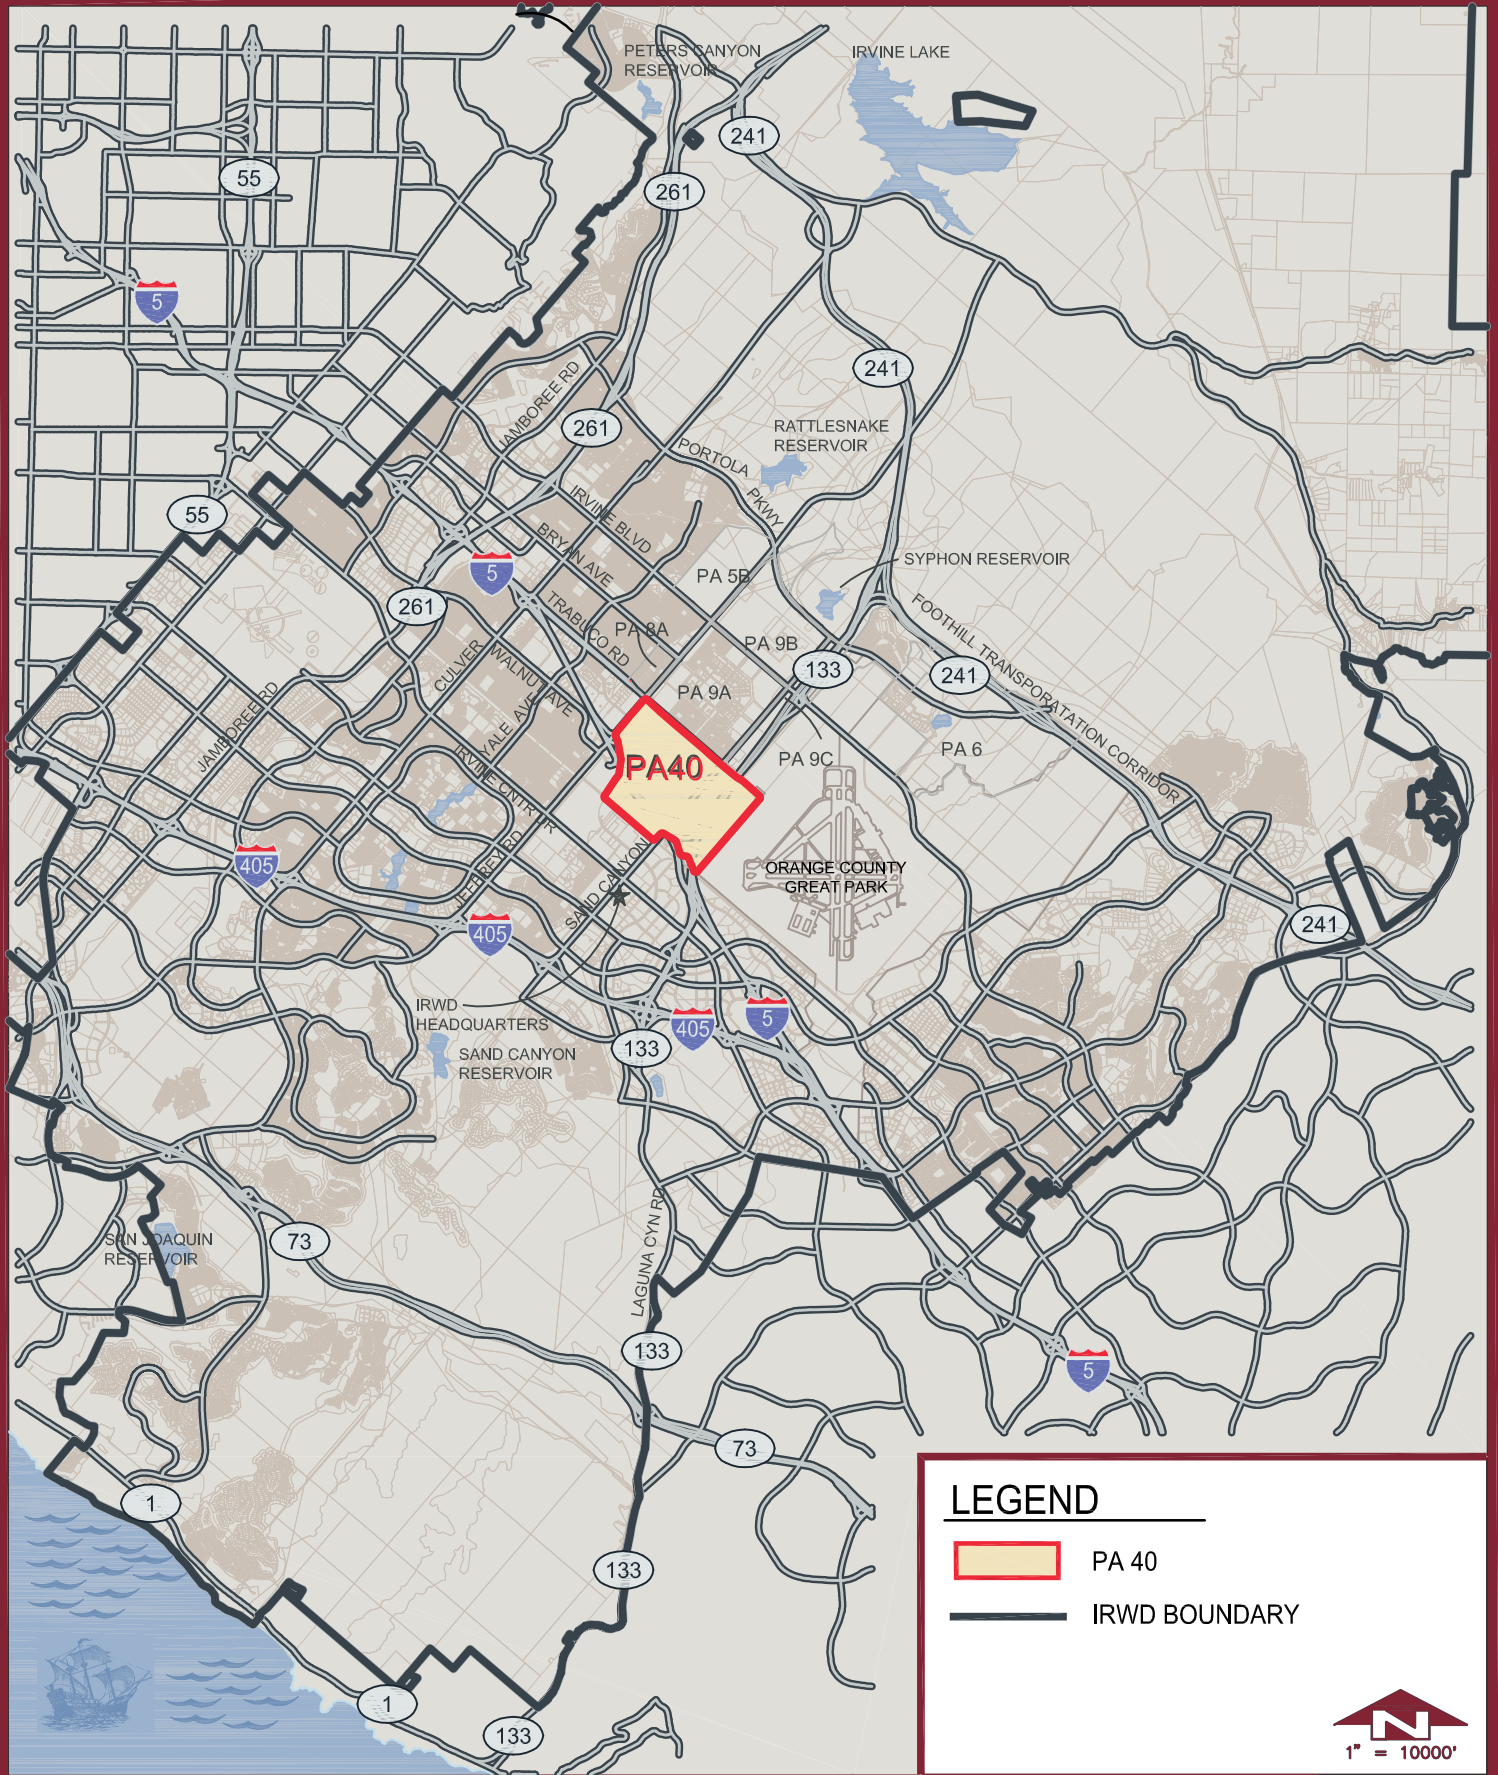 PETERS CANYON
RESERVOIR
IRVINE LAKE
241
55
261
5
241
JAMBOREE RD
261
RATTLESNAKE
RESERVOIR
PORTOLA
PKWY
55
IRVINE BLVD
BRYAN AVE
5
SYPHON RESERVOIR
PA 5B
261
TRABUCO RD
PA 8A
FOOTHILL TRANSPORATATION CORRIDOR
PA 9B
133
241
CULVER
WALNUT AVE
YALE AVE
PA 9A
JAMBOREE RD
PA40
PA 9C
PA 6
IRVINE CNTR DR
405
JEFFREY RD
SAND CANYON
ORANGE COUNTY
GREAT PARK
405
241
IRWD
HEADQUARTERS
405
5
133
SAND CANYON
RESERVOIR
SAN JOAQUIN
RESERVOIR
73
LAGUNA CYN RD
133
5
73
1
133
1
133
LEGEND
PA 40
IRWD BOUNDARY
N
1" = 10000'